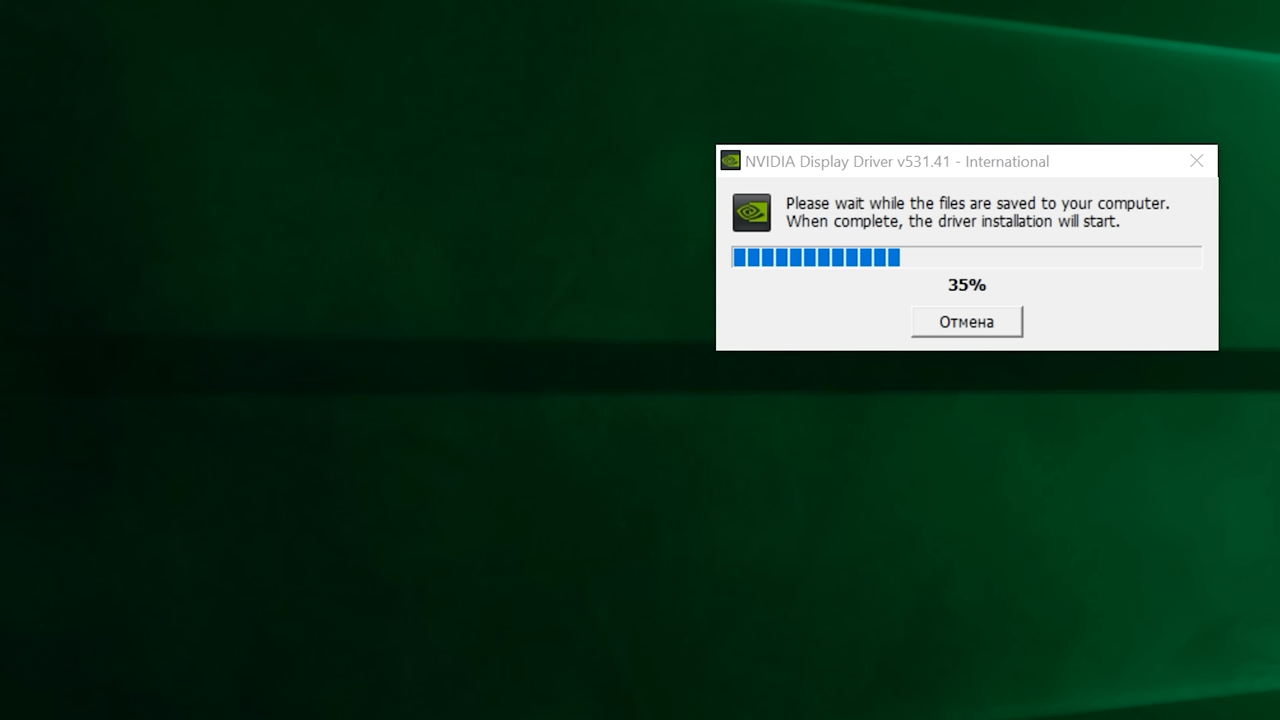 NVIDIA Display Driver v531.41 - International
Please wait while the files are saved to your computer.
When complete, the driver installation will start.
35%
Отмена